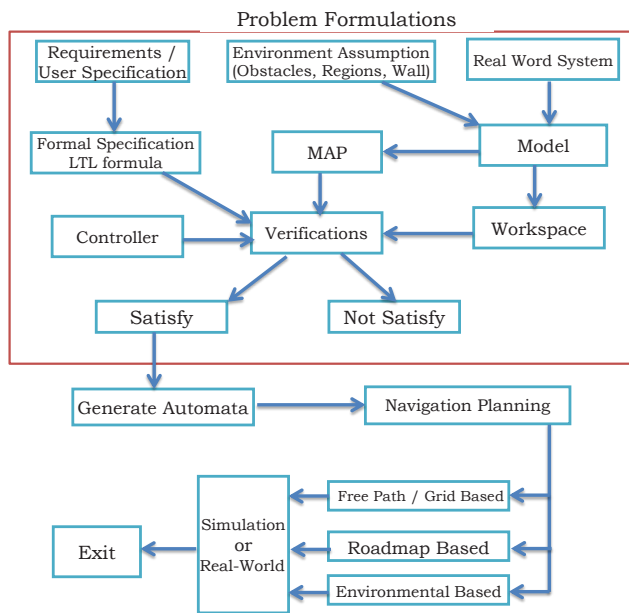 Problem Formulations
Requirements /
User Specification
Environment Assumption
(Obstacles, Regions, Wall)
Real Word System
Formal Specification
LTL formula
MAP
Model
Controller
Verifications
Workspace
Satisfy
Not Satisfy
Generate Automata
Navigation Planning
Free Path / Grid Based
Simulation
or
Real-World
Exit
Roadmap Based
Environmental Based